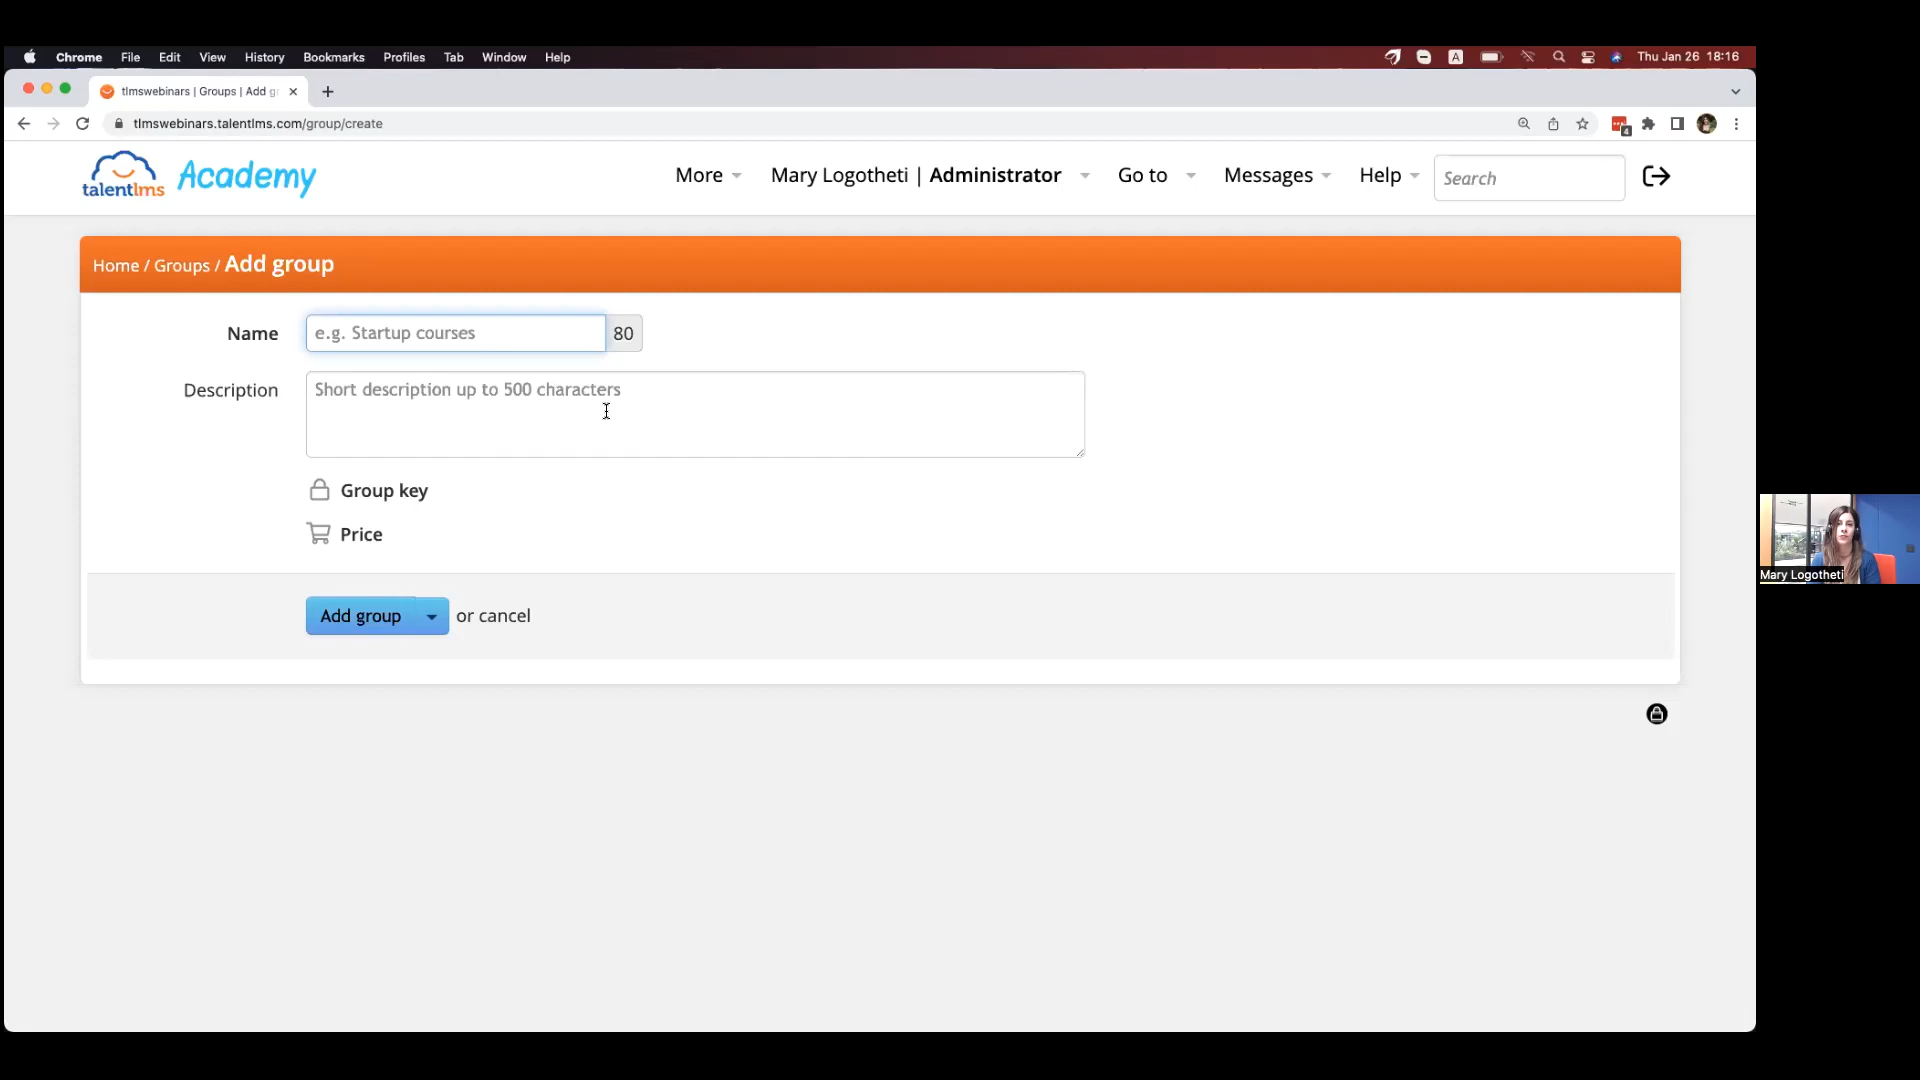 Chrome File Edit View History Bookmarks Profiles Tab Window Help A Thu Jan 26 18:16
tlmswebinars | Groups | Add g
tlmswebinars.talentlms.com/group/create 4
talentlms Academy More Mary Logotheti | Administrator Go to Messages Help Search
Home / Groups / Add group
Name e.g. Startup courses 80
Description Short description up to 500 characters
Group key
Price
Add group or cancel
Mary Logotheti